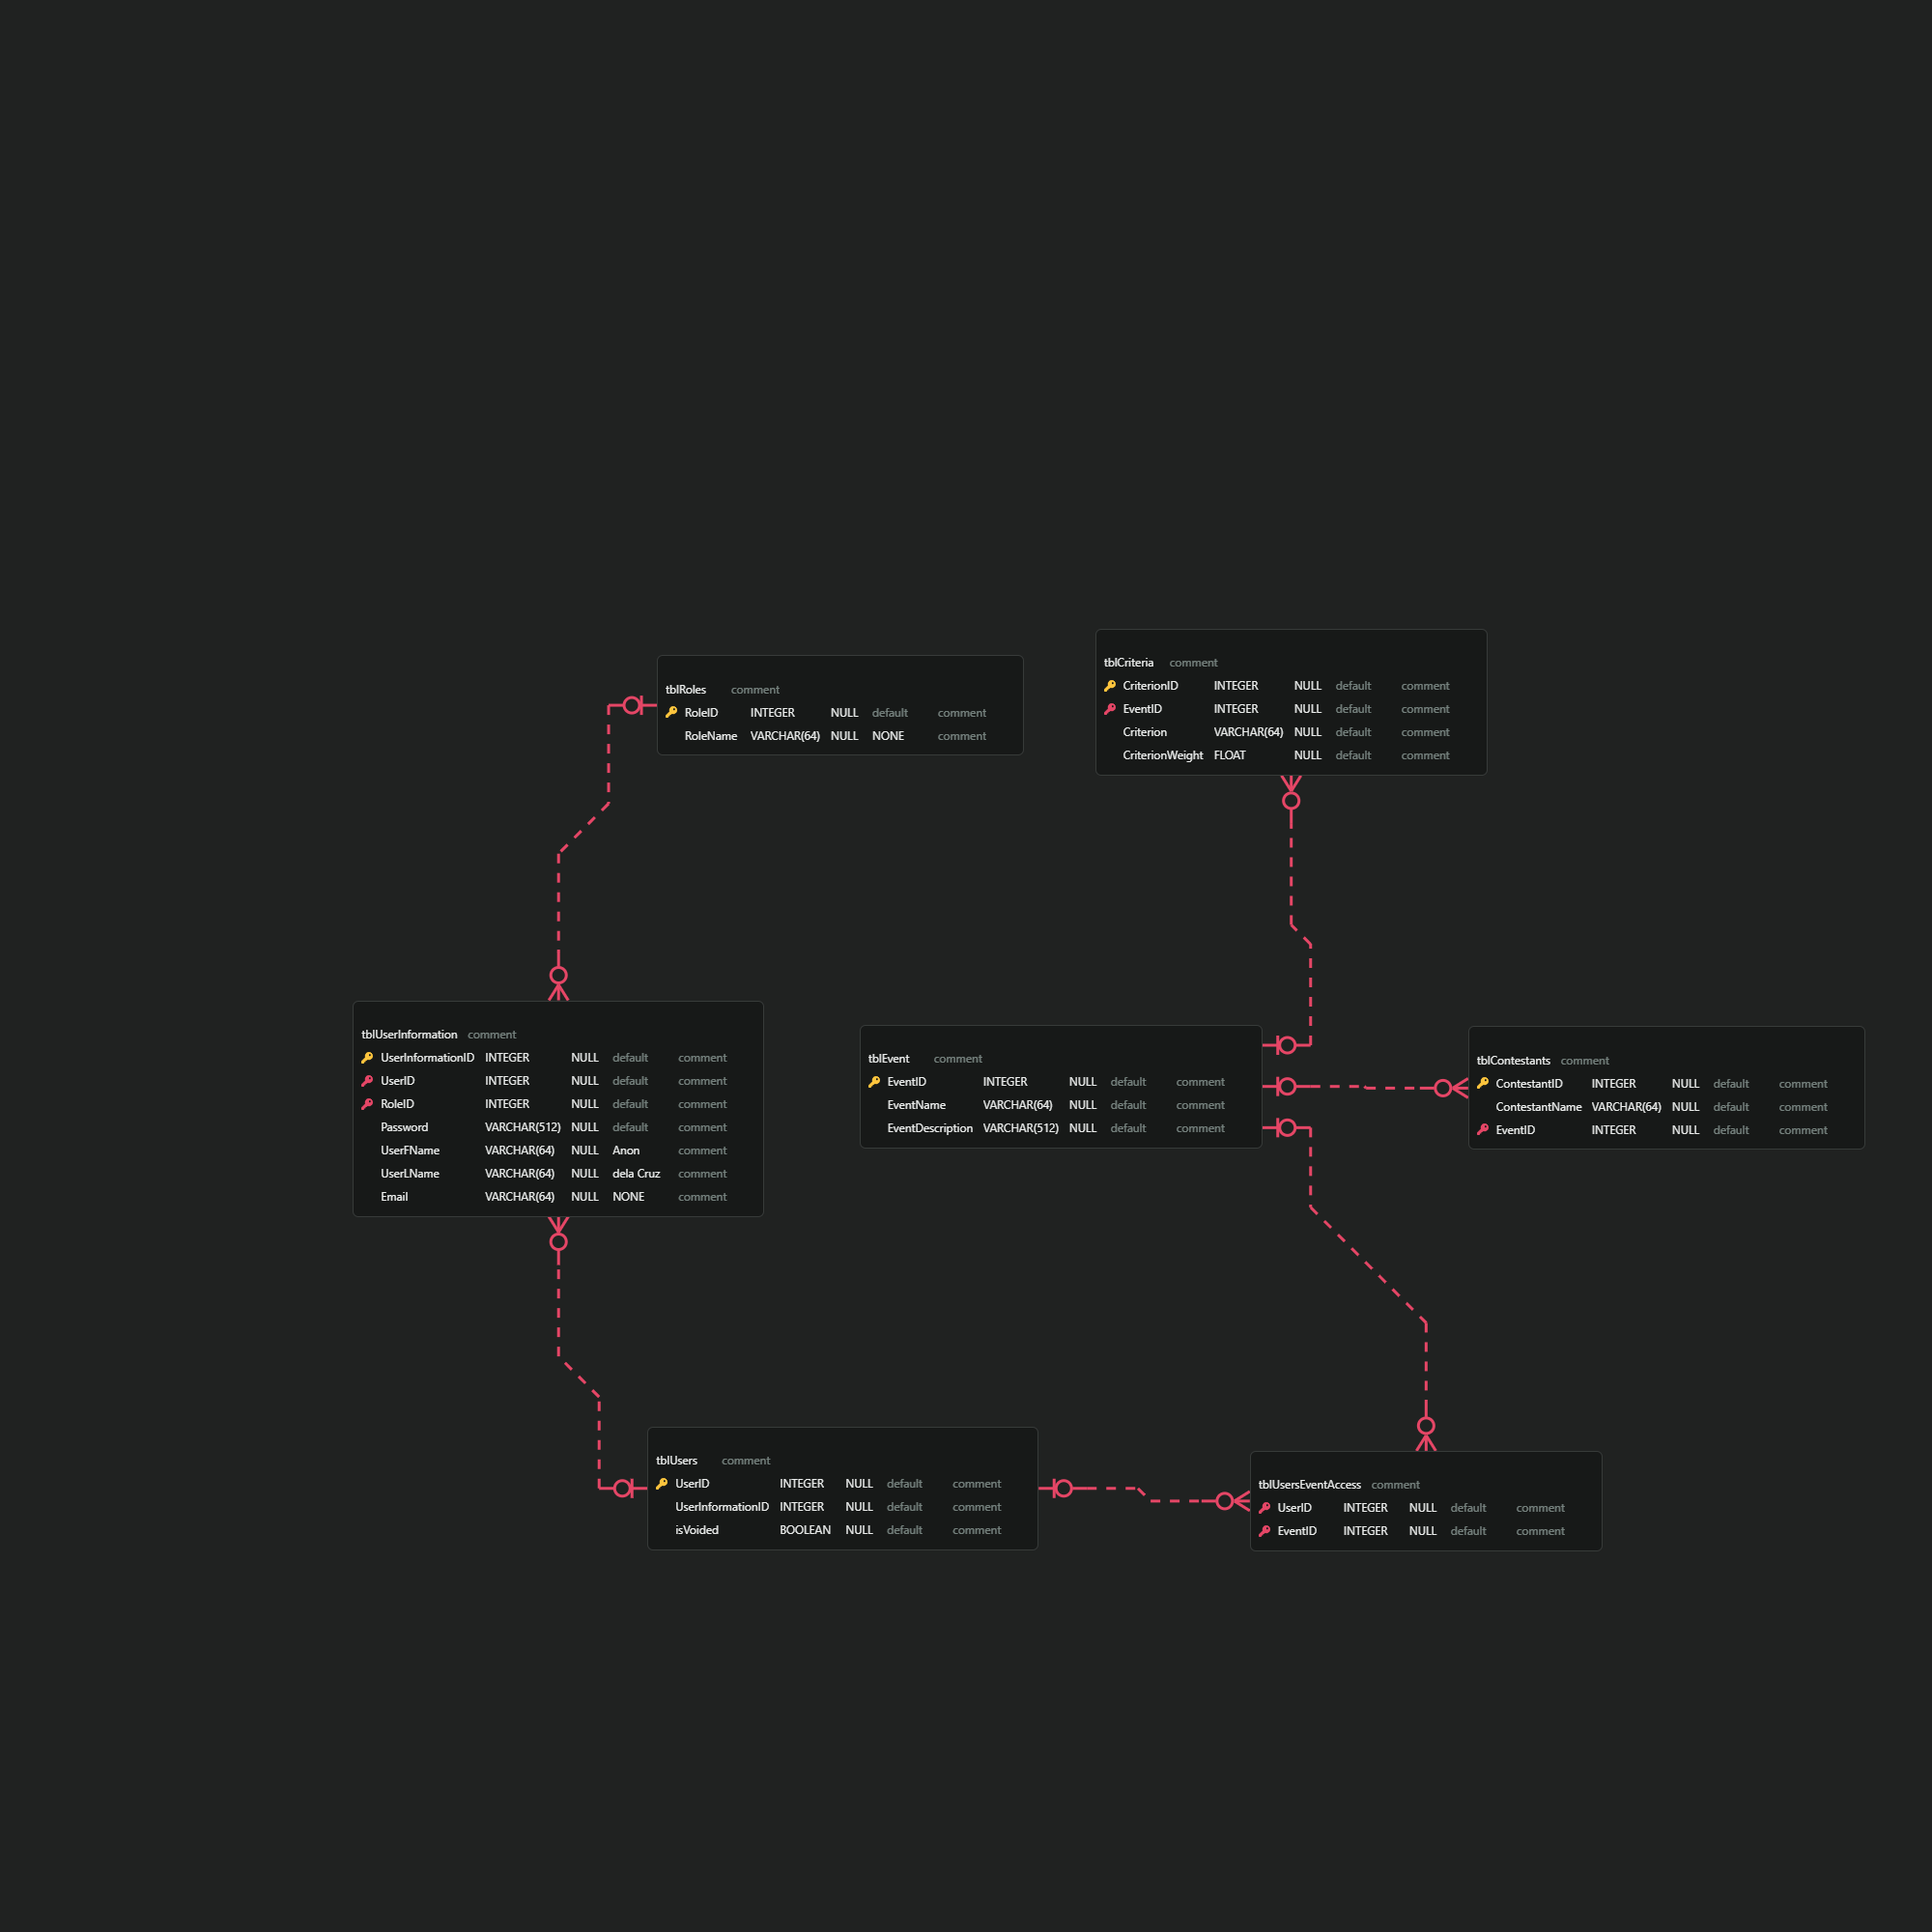 tblRoles comment
RoleID INTEGER NULL default comment
RoleName VARCHAR(64) NULL NONE comment
tblCriteria comment
CriterionID INTEGER NULL default comment
EventID INTEGER NULL default comment
Criterion VARCHAR(64) NULL default comment
CriterionWeight FLOAT NULL default comment
tblUserInformation comment
UserInformationID INTEGER NULL default comment
UserID INTEGER NULL default comment
RoleID INTEGER NULL default comment
Password VARCHAR(512) NULL default comment
UserFName VARCHAR(64) NULL Anon comment
UserLName VARCHAR(64) NULL dela Cruz comment
Email VARCHAR(64) NULL NONE comment
tblEvent comment
EventID INTEGER NULL default comment
EventName VARCHAR(64) NULL default comment
EventDescription VARCHAR(512) NULL default comment
tblContestants comment
ContestantID INTEGER NULL default comment
ContestantName VARCHAR(64) NULL default comment
EventID INTEGER NULL default comment
tblUsers comment
UserID INTEGER NULL default comment
UserInformationID INTEGER NULL default comment
isVoided BOOLEAN NULL default comment
tblUsersEventAccess comment
UserID INTEGER NULL default comment
EventID INTEGER NULL default comment